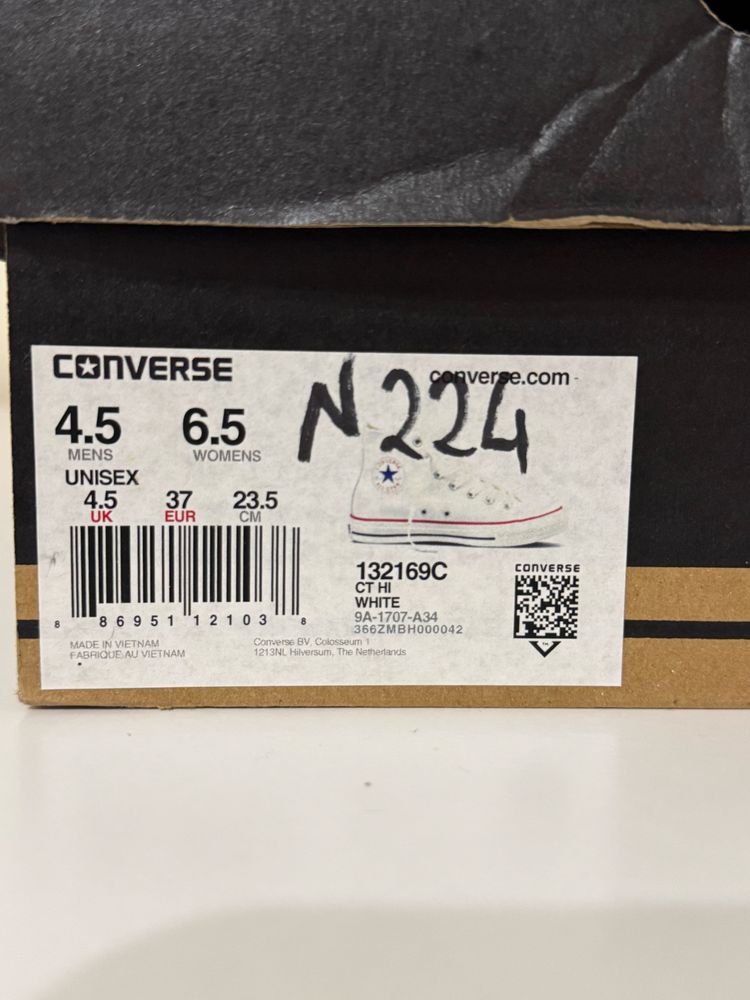 CONVERSE
converse.com
N224
4.5 6.5
MENS WOMENS
UNISEX
4.5 37 23.5
UK EUR CM
8 86951 12103 8
MADE IN VIETNAM
FABRIQUE AU VIETNAM
Converse BV, Colosseum 1
1213NL Hilversum, The Netherlands
132169C
CT HI
WHITE
9A-1707-A34
366ZMBH000042
CONVERSE